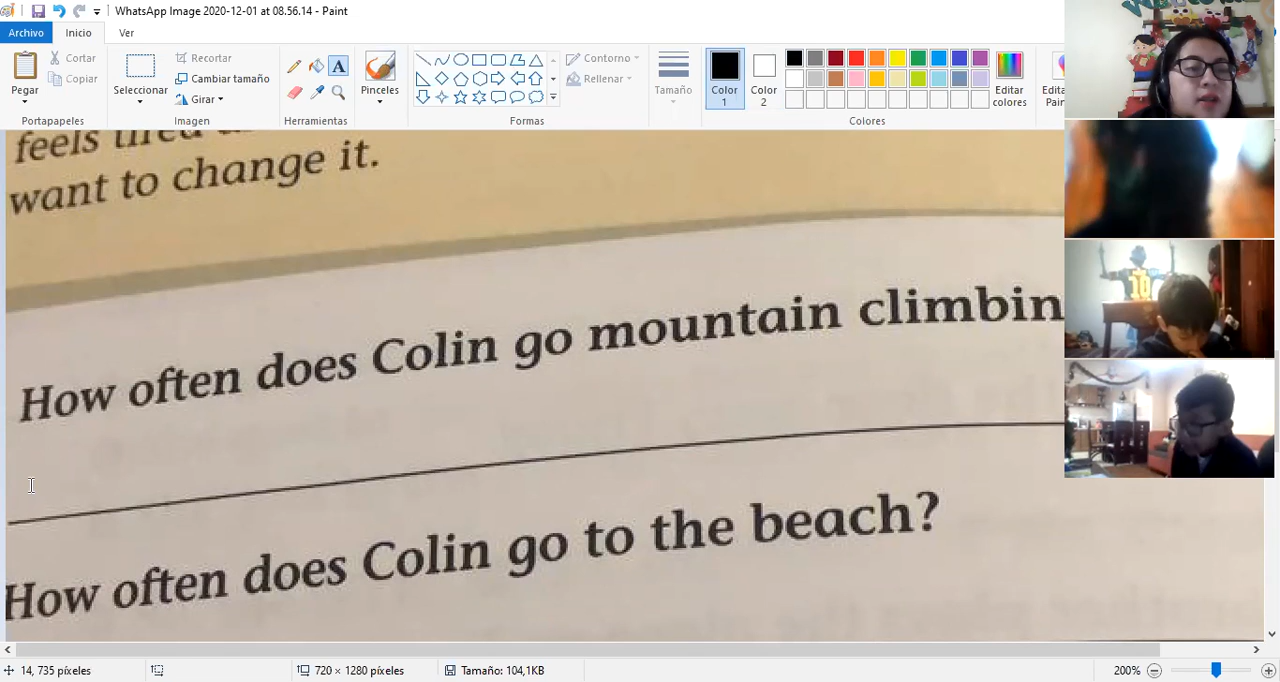 WhatsApp Image 2020-12-01 at 08.56.14 - Paint
Archivo Inicio Ver
Pegar
Cortar
Copiar
Portapapeles
Seleccionar
Recortar
Cambiar tamaño
Girar
Imagen
A
Herramientas
Pinceles
Contorno
Rellenar
Formas
Tamaño
Color 1
Color 2
Editar colores
Colores
feels tired
want to change it.
How often does Colin go mountain climbin
How often does Colin go to the beach?
14, 735 píxeles
720 × 1280 píxeles
Tamaño: 104,1KB
200%
10